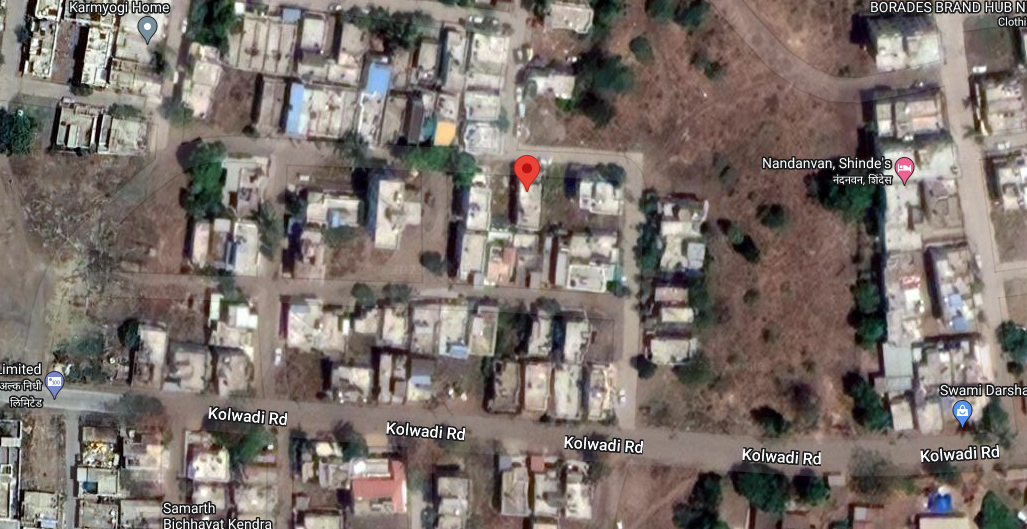 Karmyogi Home
BORADES BRAND HUB N
Clothi
Nandanvan, Shinde's
नंदनवन, शिंदेस
Limited
अल्क निधी
लिमिटेड
Swami Darsha
Kolwadi Rd
Kolwadi Rd
Kolwadi Rd
Kolwadi Rd
Kolwadi Rd
Samarth
Bichhayat Kendra